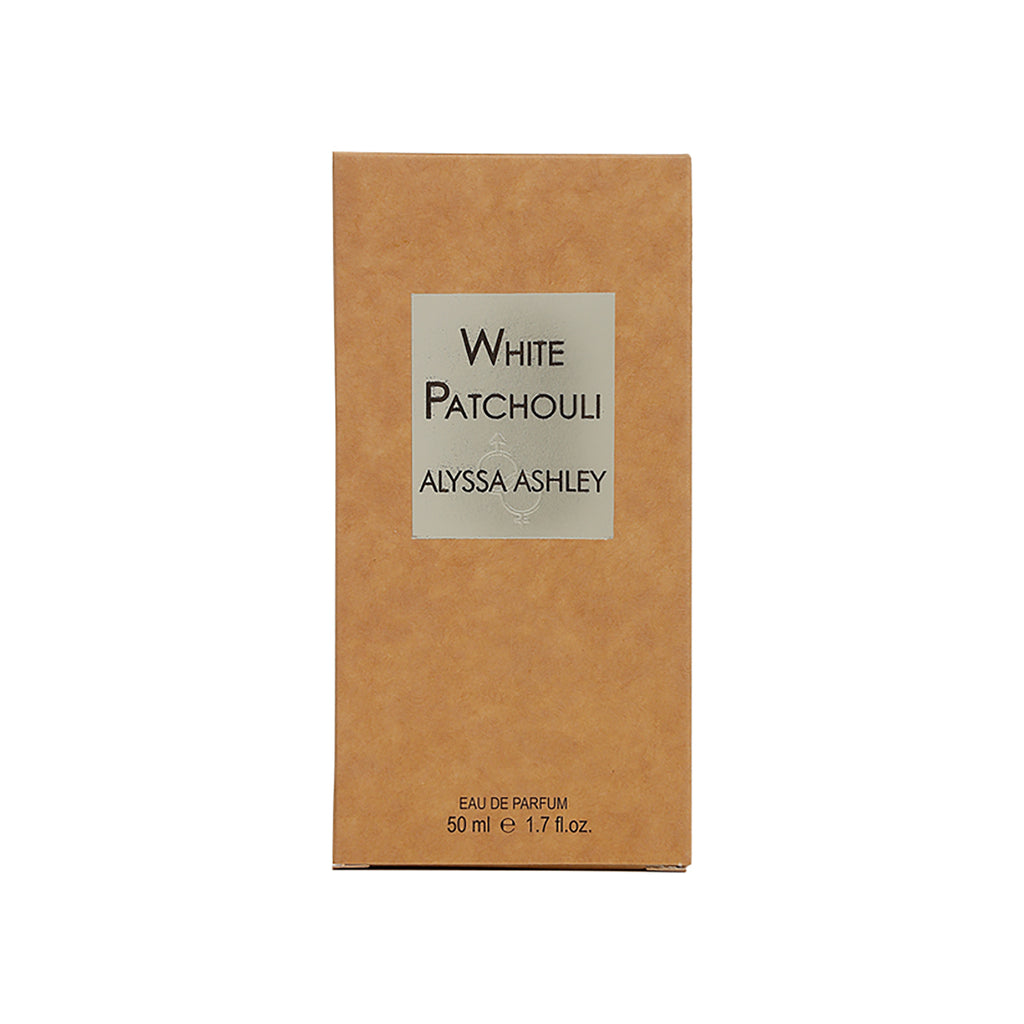 WHITE
PATCHOULI
ALYSSA ASHLEY
EAU DE PARFUM
50 ml ℮ 1.7 fl.oz.